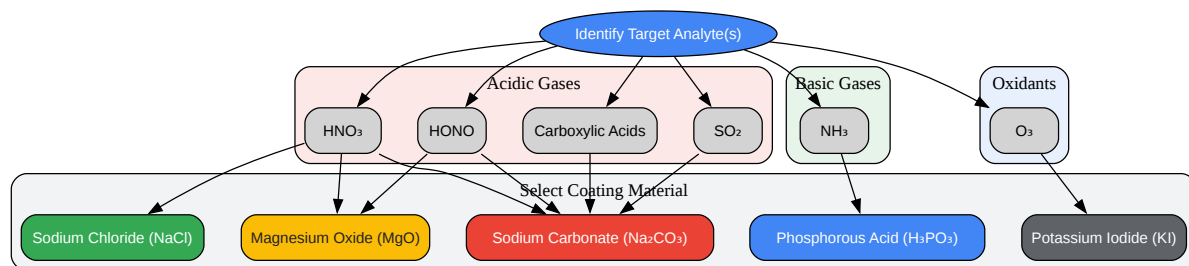 Identify Target Analyte(s)
Acidic Gases
Basic Gases
Oxidants
HNO₃
HONO
Carboxylic Acids
SO₂
NH₃
O₃
Select Coating Material
Sodium Chloride (NaCl)
Magnesium Oxide (MgO)
Sodium Carbonate (Na₂CO₃)
Phosphorous Acid (H₃PO₃)
Potassium Iodide (KI)